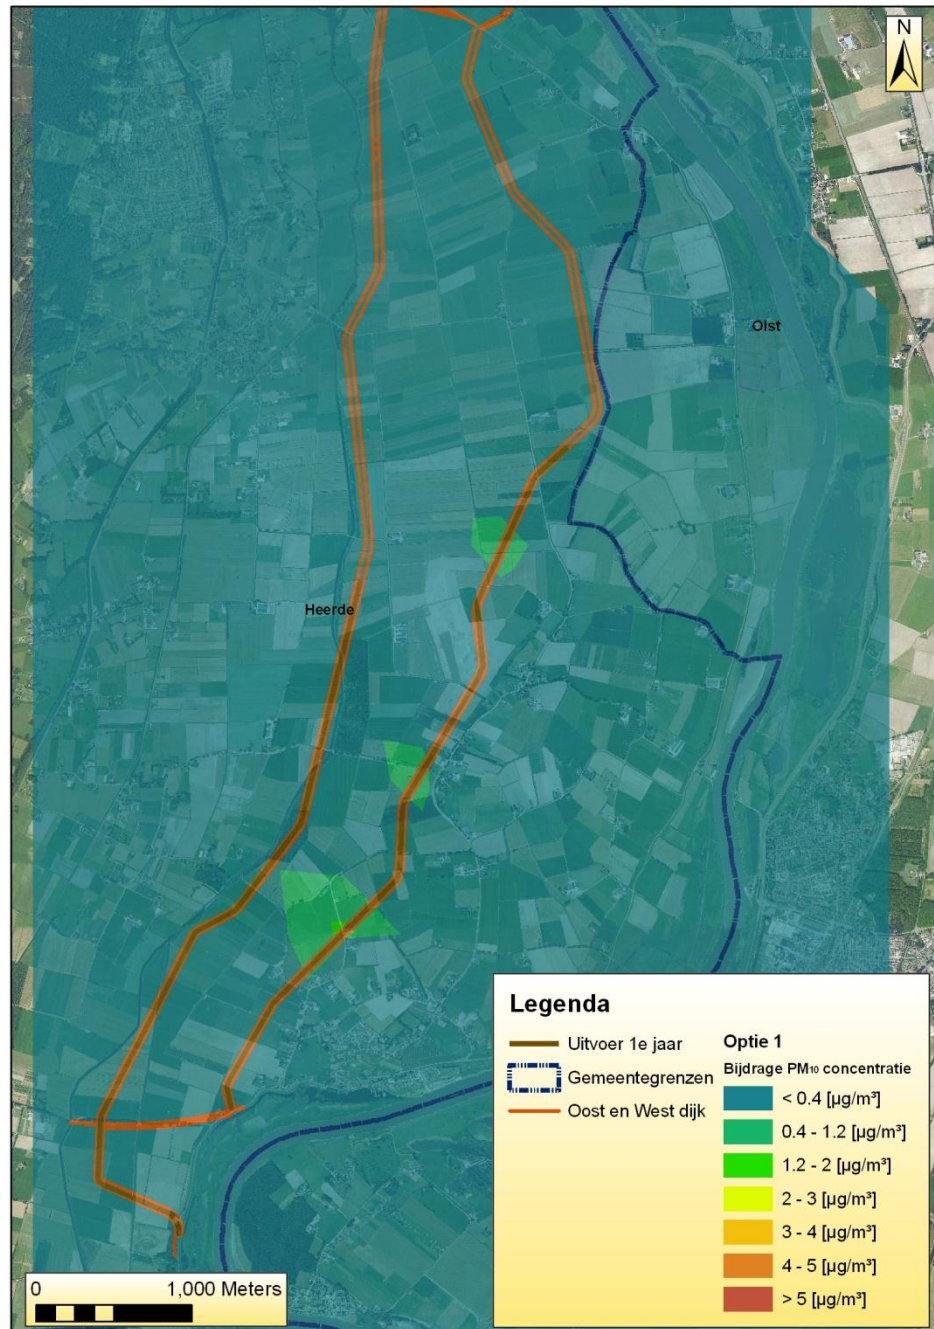 N
Olst
Heerde
Legenda
Uitvoer 1e jaar
Gemeentegrenzen
Oost en West dijk
Optie 1
Bijdrage PM₁₀ concentratie
< 0.4 [µg/m³]
0.4 - 1.2 [µg/m³]
1.2 - 2 [µg/m³]
2 - 3 [µg/m³]
3 - 4 [µg/m³]
4 - 5 [µg/m³]
> 5 [µg/m³]
0 1,000 Meters